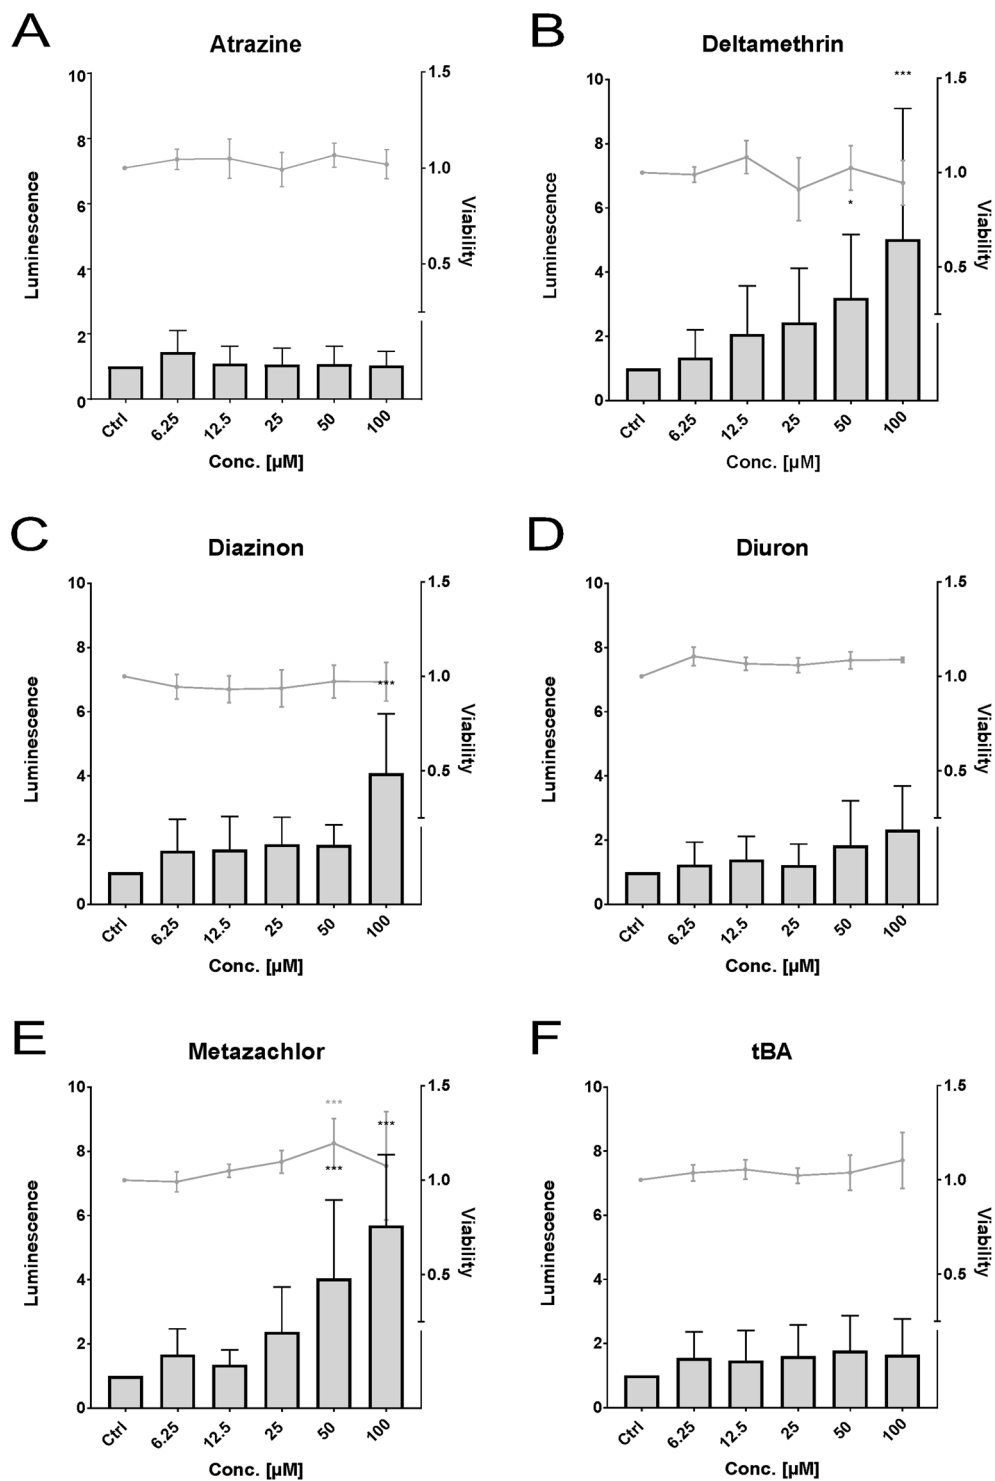 A
Atrazine
10
8
6
4
2
0
Luminescence
1.5
1.0
0.5
Viability
Ctrl
6.25
12.5
25
50
100
Conc. [µM]
B
Deltamethrin
10
8
6
4
2
0
Luminescence
***
*
1.5
1.0
0.5
Viability
Ctrl
6.25
12.5
25
50
100
Conc. [µM]
C
Diazinon
10
8
6
4
2
0
Luminescence
***
1.5
1.0
0.5
Viability
Ctrl
6.25
12.5
25
50
100
Conc. [µM]
D
Diuron
10
8
6
4
2
0
Luminescence
1.5
1.0
0.5
Viability
Ctrl
6.25
12.5
25
50
100
Conc. [µM]
E
Metazachlor
10
8
6
4
2
0
Luminescence
***
***
***
1.5
1.0
0.5
Viability
Ctrl
6.25
12.5
25
50
100
Conc. [µM]
F
tBA
10
8
6
4
2
0
Luminescence
1.5
1.0
0.5
Viability
Ctrl
6.25
12.5
25
50
100
Conc. [µM]